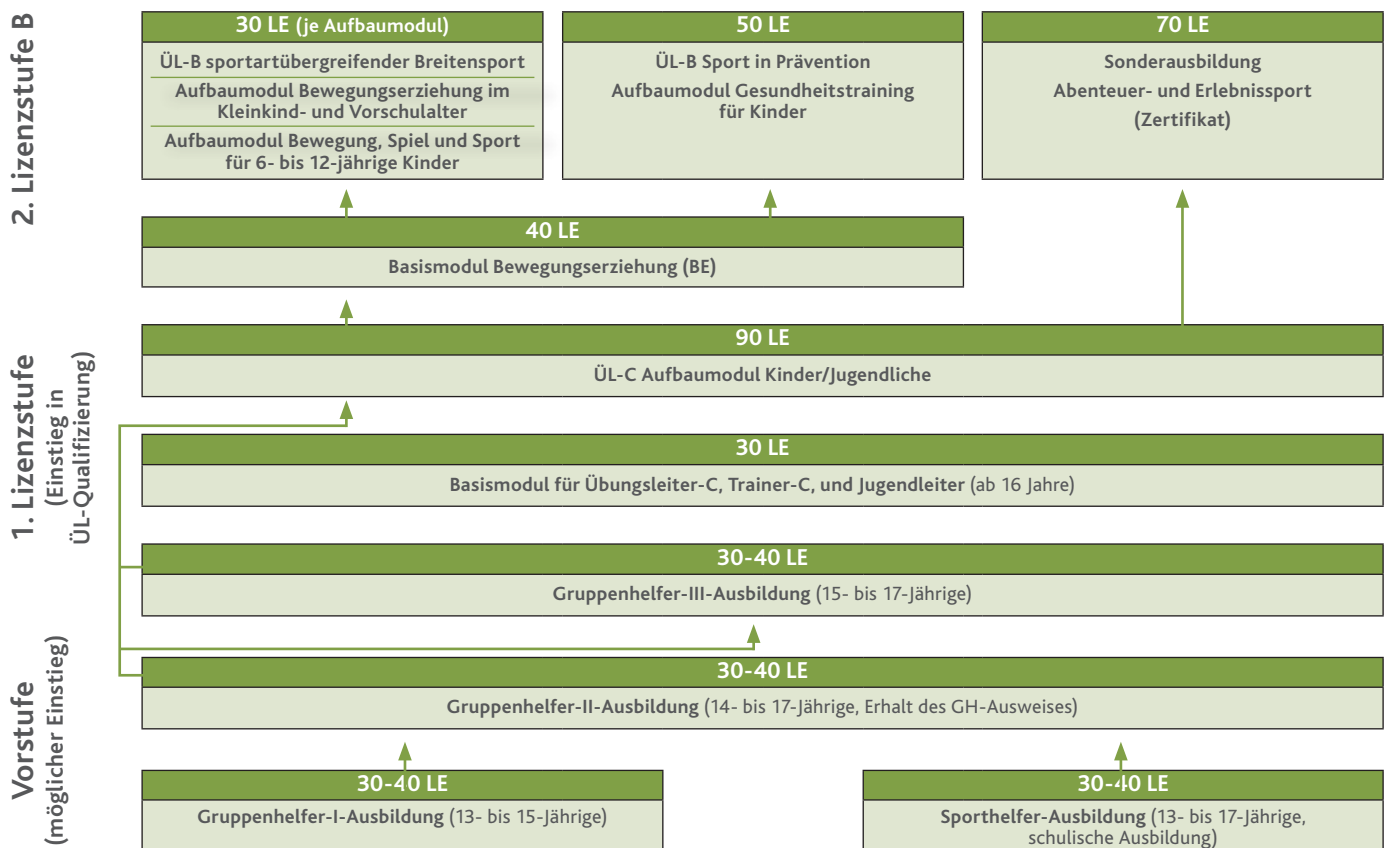 2. Lizenzstufe B
30 LE (je Aufbaumodul)
ÜL-B sportartübergreifender Breitensport
Aufbaumodul Bewegungserziehung im
Kleinkind- und Vorschulalter
Aufbaumodul Bewegung, Spiel und Sport
für 6- bis 12-jährige Kinder
50 LE
ÜL-B Sport in Prävention
Aufbaumodul Gesundheitstraining
für Kinder
70 LE
Sonderausbildung
Abenteuer- und Erlebnissport
(Zertifikat)
40 LE
Basismodul Bewegungserziehung (BE)
1. Lizenzstufe
(Einstieg in
ÜL-Qualifizierung)
90 LE
ÜL-C Aufbaumodul Kinder/Jugendliche
30 LE
Basismodul für Übungsleiter-C, Trainer-C, und Jugendleiter (ab 16 Jahre)
30-40 LE
Gruppenhelfer-III-Ausbildung (15- bis 17-Jährige)
Vorstufe
(möglicher Einstieg)
30-40 LE
Gruppenhelfer-II-Ausbildung (14- bis 17-Jährige, Erhalt des GH-Ausweises)
30-40 LE
Gruppenhelfer-I-Ausbildung (13- bis 15-Jährige)
30-40 LE
Sporthelfer-Ausbildung (13- bis 17-Jährige,
schulische Ausbildung)